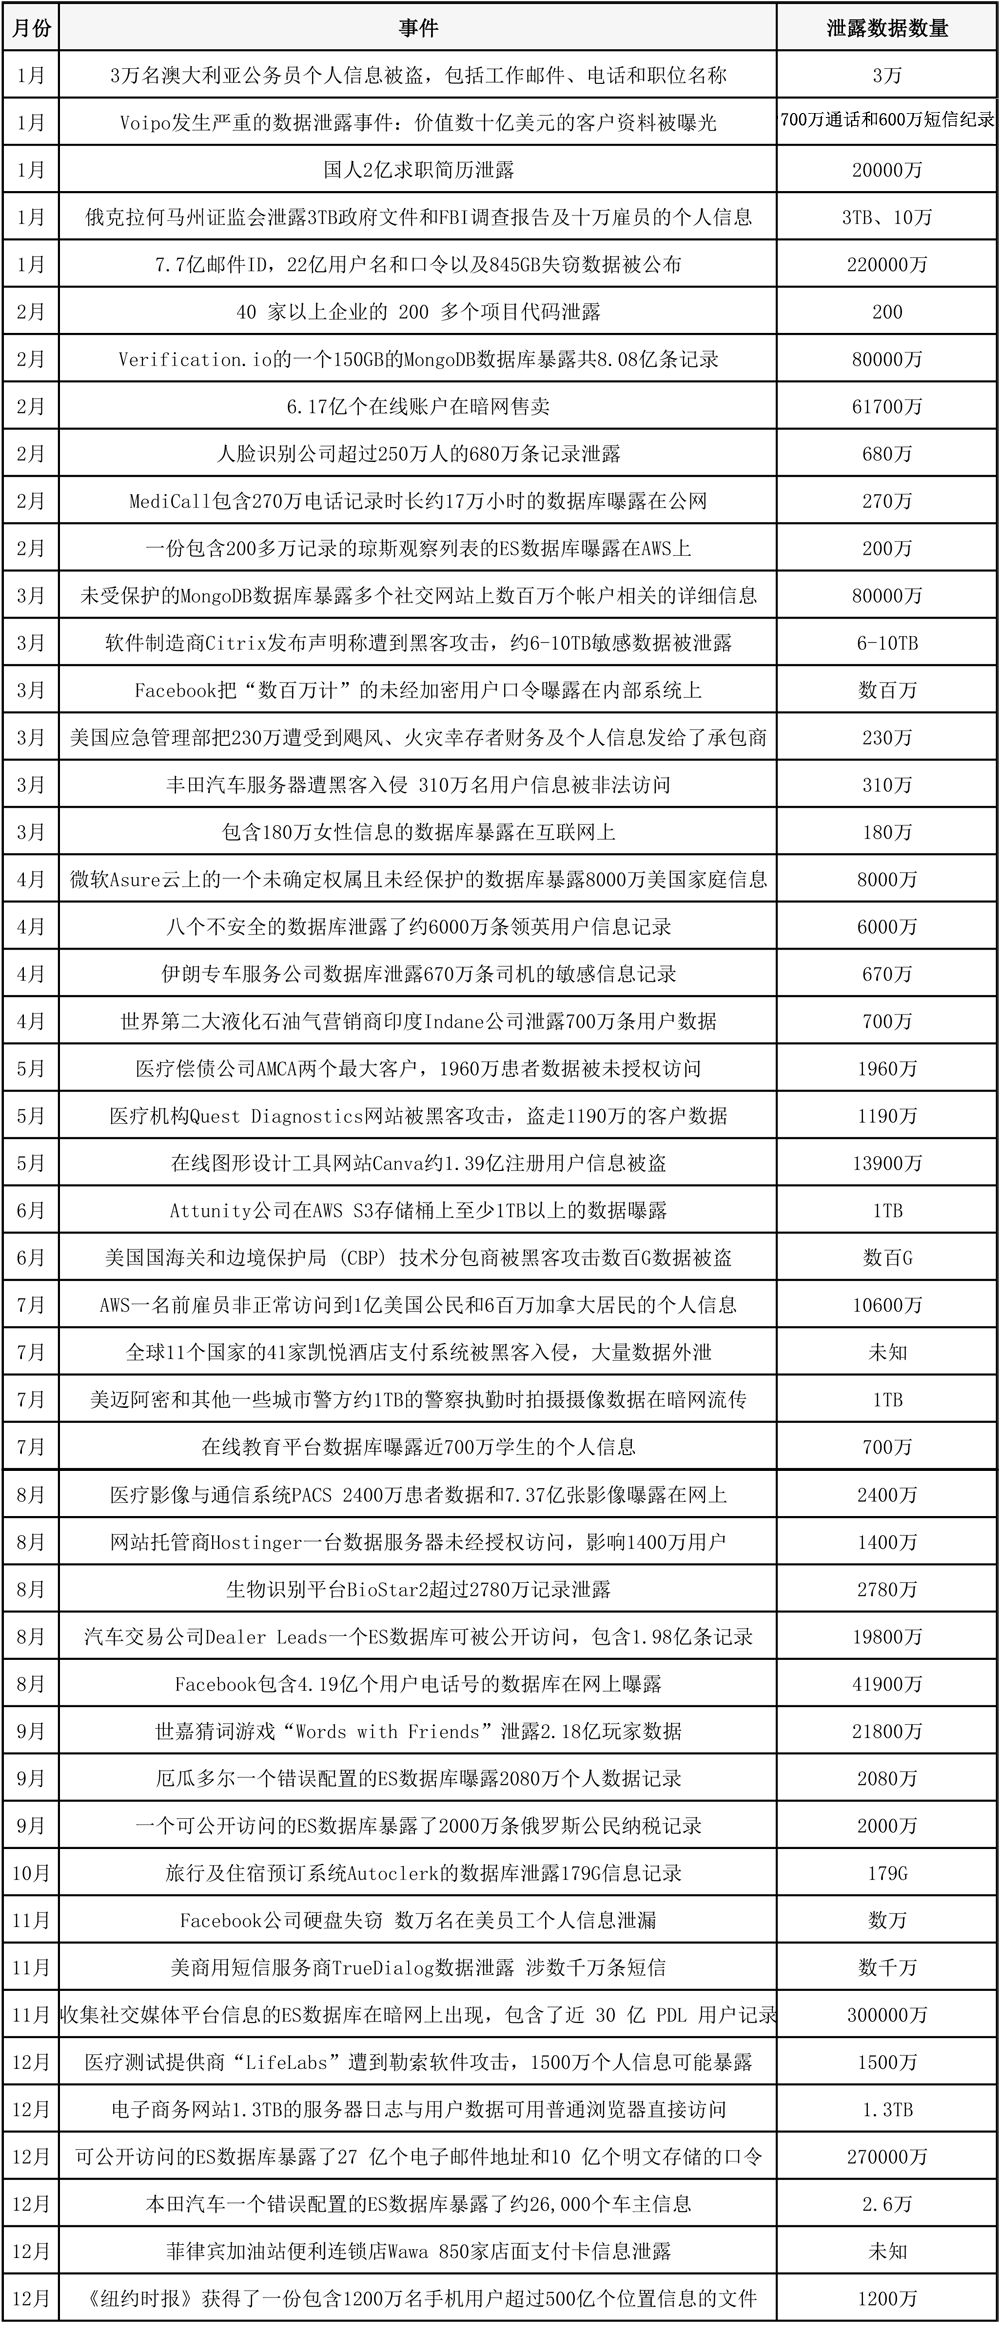 月份 事件 泄露数据数量
1月 3万名澳大利亚公务员个人信息被盗，包括工作邮件、电话和职位名称 3万
1月 Voipo发生严重的数据泄露事件：价值数十亿美元的客户资料被曝光 700万通话和600万短信纪录
1月 国人2亿求职简历泄露 20000万
1月 俄克拉何马州证监会泄露3TB政府文件和FBI调查报告及十万雇员的个人信息 3TB、10万
1月 7.7亿邮件ID，22亿用户名和口令以及845GB失窃数据被公布 220000万
2月 40 家以上企业的 200 多个项目代码泄露 200
2月 Verification.io的一个150GB的MongoDB数据库暴露共8.08亿条记录 80000万
2月 6.17亿个在线账户在暗网售卖 61700万
2月 人脸识别公司超过250万人的680万条记录泄露 680万
2月 MediCall包含270万电话记录时长约17万小时的数据库曝露在公网 270万
2月 一份包含200多万记录的琼斯观察列表的ES数据库曝露在AWS上 200万
3月 未受保护的MongoDB数据库暴露多个社交网站上数百万个帐户相关的详细信息 80000万
3月 软件制造商Citrix发布声明称遭到黑客攻击，约6-10TB敏感数据被泄露 6-10TB
3月 Facebook把“数百万计”的未经加密用户口令曝露在内部系统上 数百万
3月 美国应急管理部把230万遭受到飓风、火灾幸存者财务及个人信息发给了承包商 230万
3月 丰田汽车服务器遭黑客入侵 310万名用户信息被非法访问 310万
3月 包含180万女性信息的数据库暴露在互联网上 180万
4月 微软Asure云上的一个未确定权属且未经保护的数据库暴露8000万美国家庭信息 8000万
4月 八个不安全的数据库泄露了约6000万条领英用户信息记录 6000万
4月 伊朗专车服务公司数据库泄露670万条司机的敏感信息记录 670万
4月 世界第二大液化石油气营销商印度Indane公司泄露700万条用户数据 700万
5月 医疗偿债公司AMCA两个最大客户，1960万患者数据被未授权访问 1960万
5月 医疗机构Quest Diagnostics网站被黑客攻击，盗走1190万的客户数据 1190万
5月 在线图形设计工具网站Canva约1.39亿注册用户信息被盗 13900万
6月 Attunity公司在AWS S3存储桶上至少1TB以上的数据曝露 1TB
6月 美国国海关和边境保护局 (CBP) 技术分包商被黑客攻击数百G数据被盗 数百G
7月 AWS一名前雇员非正常访问到1亿美国公民和6百万加拿大居民的个人信息 10600万
7月 全球11个国家的41家凯悦酒店支付系统被黑客入侵，大量数据外泄 未知
7月 美迈阿密和其他一些城市警方约1TB的警察执勤时拍摄摄像数据在暗网流传 1TB
7月 在线教育平台数据库曝露近700万学生的个人信息 700万
8月 医疗影像与通信系统PACS 2400万患者数据和7.37亿张影像曝露在网上 2400万
8月 网站托管商Hostinger一台数据服务器未经授权访问，影响1400万用户 1400万
8月 生物识别平台BioStar2超过2780万记录泄露 2780万
8月 汽车交易公司Dealer Leads一个ES数据库可被公开访问，包含1.98亿条记录 19800万
8月 Facebook包含4.19亿个用户电话号的数据库在网上曝露 41900万
9月 世嘉猜词游戏“Words with Friends”泄露2.18亿玩家数据 21800万
9月 厄瓜多尔一个错误配置的ES数据库曝露2080万个人数据记录 2080万
9月 一个可公开访问的ES数据库暴露了2000万条俄罗斯公民纳税记录 2000万
10月 旅行及住宿预订系统Autoclerk的数据库泄露179G信息记录 179G
11月 Facebook公司硬盘失窃 数万名在美员工个人信息泄漏 数万
11月 美商用短信服务商TrueDialog数据泄露 涉数千万条短信 数千万
11月 收集社交媒体平台信息的ES数据库在暗网上出现，包含了近 30 亿 PDL 用户记录 300000万
12月 医疗测试提供商“LifeLabs”遭到勒索软件攻击，1500万个人信息可能暴露 1500万
12月 电子商务网站1.3TB的服务器日志与用户数据可用普通浏览器直接访问 1.3TB
12月 可公开访问的ES数据库暴露了27 亿个电子邮件地址和10 亿个明文存储的口令 270000万
12月 本田汽车一个错误配置的ES数据库暴露了约26,000个车主信息 2.6万
12月 菲律宾加油站便利连锁店Wawa 850家店面支付卡信息泄露 未知
12月 《纽约时报》获得了一份包含1200万名手机用户超过500亿个位置信息的文件 1200万